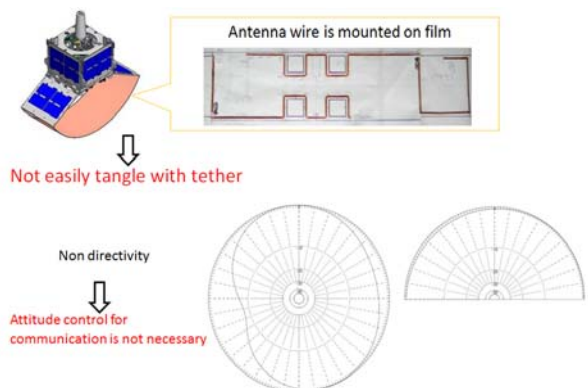 Antenna wire is mounted on film
Not easily tangle with tether
Non directivity
Attitude control for
communication is not necessary